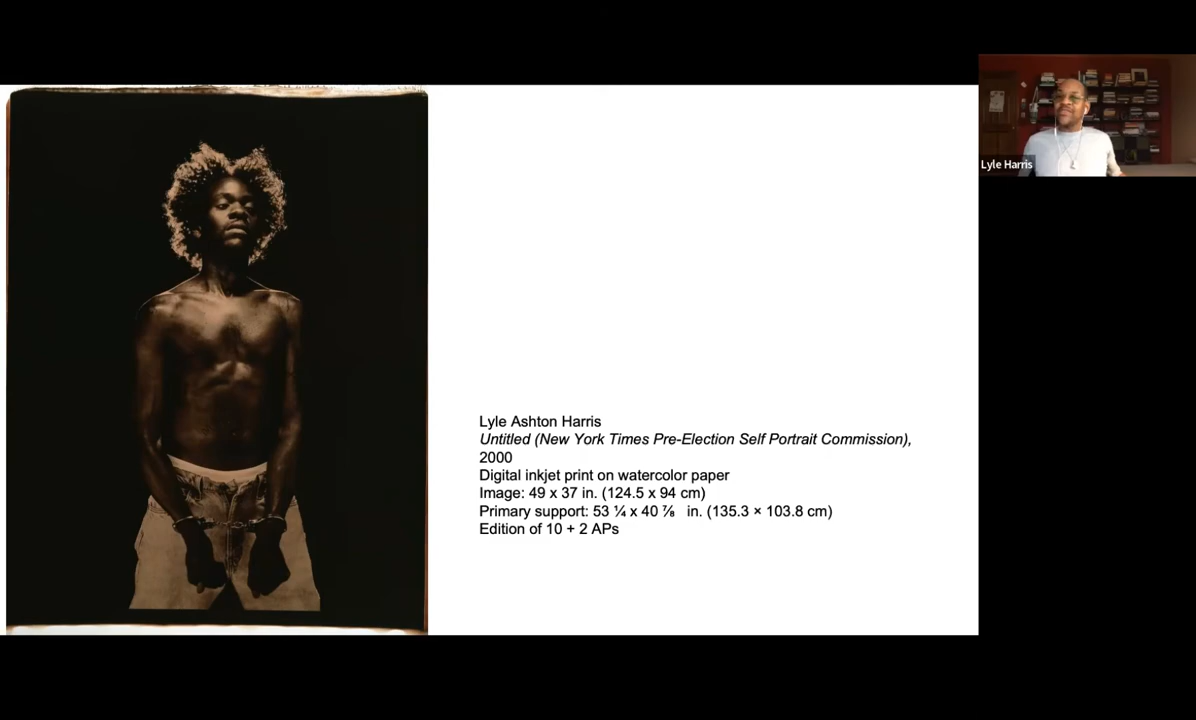 Lyle Harris
Lyle Ashton Harris
Untitled (New York Times Pre-Election Self Portrait Commission),
2000
Digital inkjet print on watercolor paper
Image: 49 x 37 in. (124.5 x 94 cm)
Primary support: 53 ¼ x 40 ⅞ in. (135.3 × 103.8 cm)
Edition of 10 + 2 APs